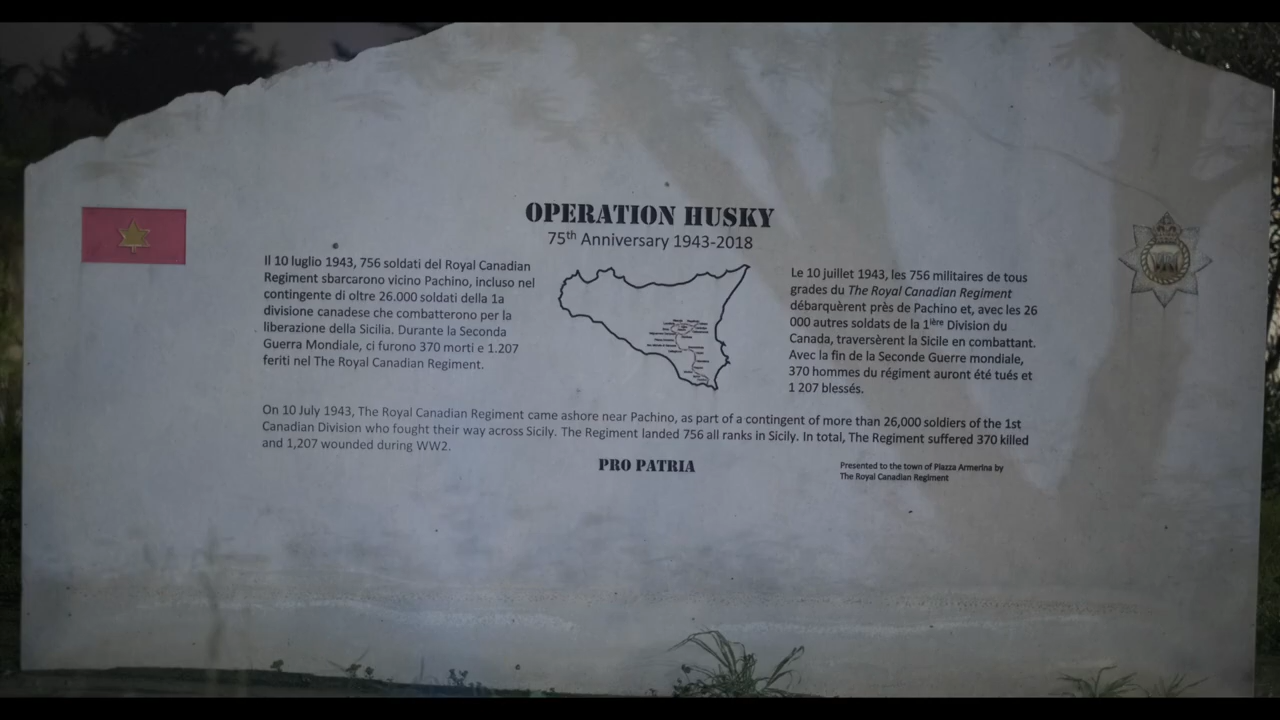 OPERATION HUSKY
75th Anniversary 1943-2018
Il 10 luglio 1943, 756 soldati del Royal Canadian
Regiment sbarcarono vicino Pachino, incluso nel
contingente di oltre 26.000 soldati della 1a
divisione canadese che combatterono per la
liberazione della Sicilia. Durante la Seconda
Guerra Mondiale, ci furono 370 morti e 1.207
feriti nel The Royal Canadian Regiment.
Le 10 juillet 1943, les 756 militaires de tous
grades du The Royal Canadian Regiment
débarquèrent près de Pachino et, avec les 26
000 autres soldats de la 1ière Division du
Canada, traversèrent la Sicile en combattant.
Avec la fin de la Seconde Guerre mondiale,
370 hommes du régiment auront été tués et
1 207 blessés.
On 10 July 1943, The Royal Canadian Regiment came ashore near Pachino, as part of a contingent of more than 26,000 soldiers of the 1st
Canadian Division who fought their way across Sicily. The Regiment landed 756 all ranks in Sicily. In total, The Regiment suffered 370 killed
and 1,207 wounded during WW2.
PRO PATRIA
Presented to the town of Piazza Armerina by
The Royal Canadian Regiment